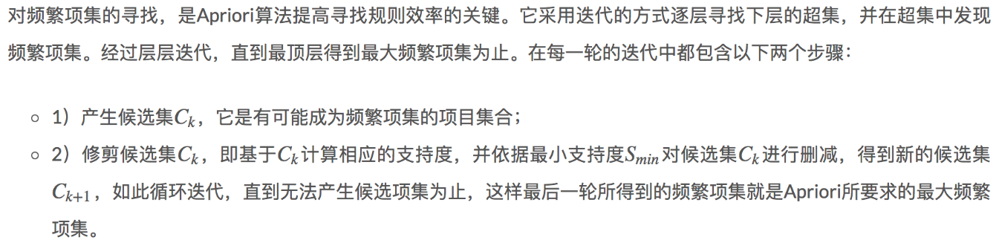 对频繁项集的寻找，是Apriori算法提高寻找规则效率的关键。它采用迭代的方式逐层寻找下层的超集，并在超集中发现
频繁项集。经过层层迭代，直到最顶层得到最大频繁项集为止。在每一轮的迭代中都包含以下两个步骤：
1）产生候选集$C_k$，它是有可能成为频繁项集的项目集合；
2）修剪候选集$C_k$，即基于$C_k$计算相应的支持度，并依据最小支持度$S_{min}$对候选集$C_k$进行删减，得到新的候选集
$C_{k+1}$，如此循环迭代，直到无法产生候选项集为止，这样最后一轮所得到的频繁项集就是Apriori所要求的最大频繁
项集。